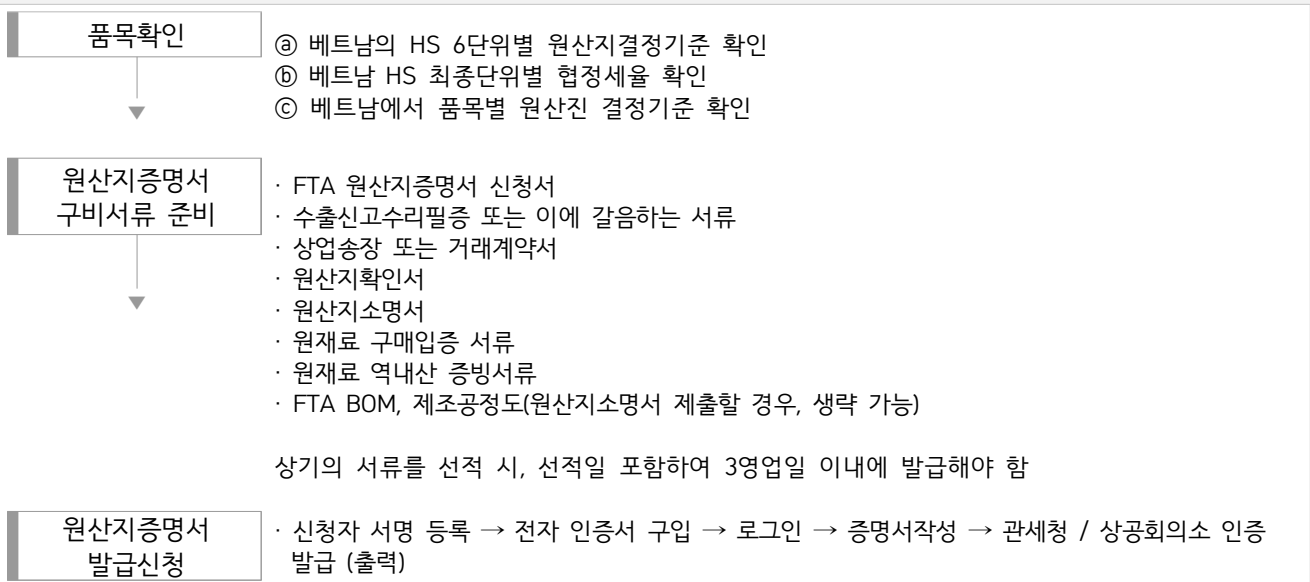 품목확인
ⓐ 베트남의 HS 6단위별 원산지결정기준 확인
ⓑ 베트남 HS 최종단위별 협정세율 확인
ⓒ 베트남에서 품목별 원산진 결정기준 확인
원산지증명서
구비서류 준비
· FTA 원산지증명서 신청서
· 수출신고수리필증 또는 이에 갈음하는 서류
· 상업송장 또는 거래계약서
· 원산지확인서
· 원산지소명서
· 원재료 구매입증 서류
· 원재료 역내산 증빙서류
· FTA BOM, 제조공정도(원산지소명서 제출할 경우, 생략 가능)
상기의 서류를 선적 시, 선적일 포함하여 3영업일 이내에 발급해야 함
원산지증명서
발급신청
· 신청자 서명 등록 → 전자 인증서 구입 → 로그인 → 증명서작성 → 관세청 / 상공회의소 인증
발급 (출력)